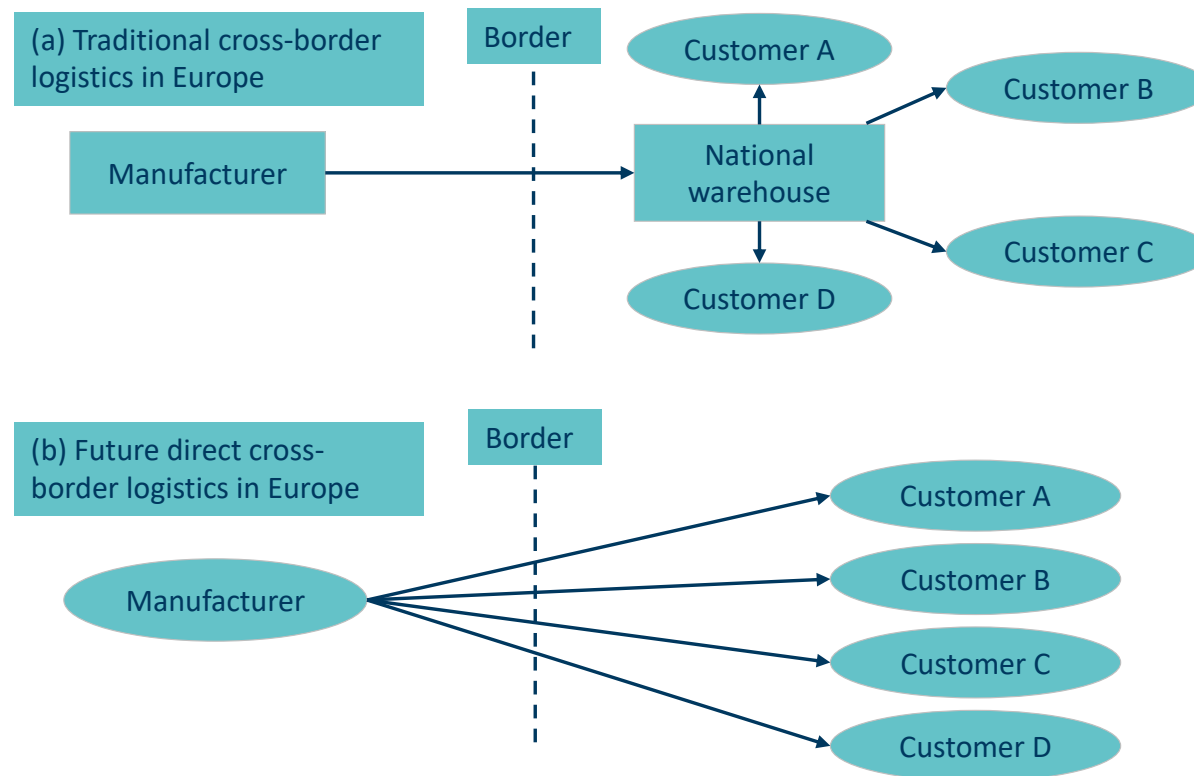 (a) Traditional cross-border
logistics in Europe
Border
Customer A
Customer B
Manufacturer
National
warehouse
Customer C
Customer D
(b) Future direct cross-
border logistics in Europe
Border
Customer A
Customer B
Manufacturer
Customer C
Customer D